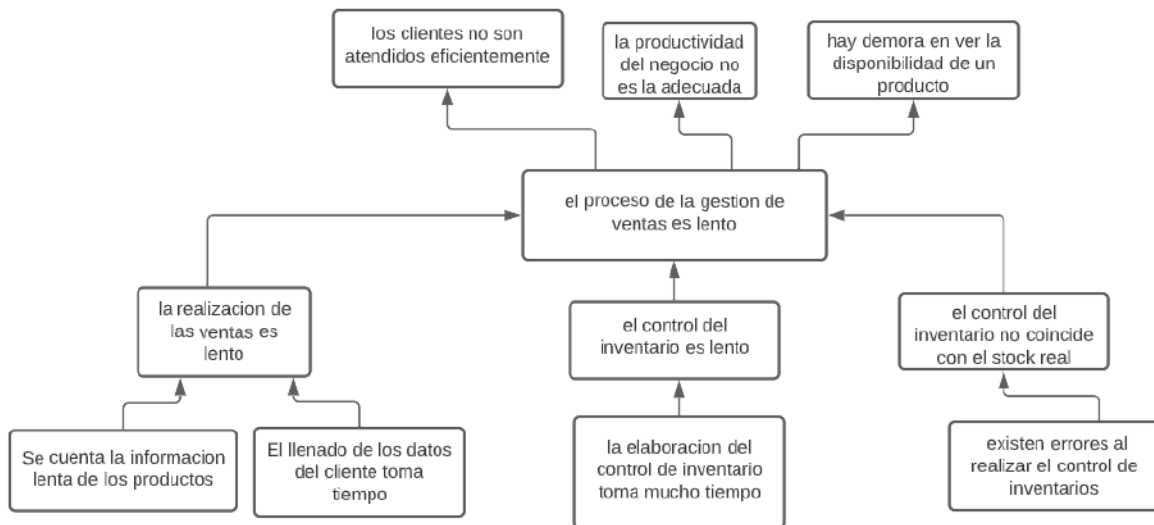 los clientes no son
atendidos eficientemente
la productividad
del negocio no
es la adecuada
hay demora en ver la
disponibilidad de un
producto
el proceso de la gestion de
ventas es lento
la realizacion de
las ventas es
lento
el control del
inventario es lento
el control del
inventario no coincide
con el stock real
Se cuenta la informacion
lenta de los productos
El llenado de los datos
del cliente toma
tiempo
la elaboracion del
control de inventario
toma mucho tiempo
existen errores al
realizar el control de
inventarios